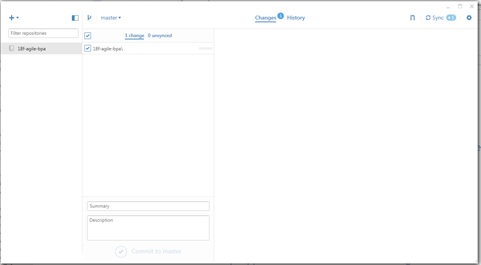 master
Changes
History
Sync
Filter repositories
1 change 0 unsynced
18f-agile-bpa
18f-agile-bpa\
Summary
Description
Commit to master